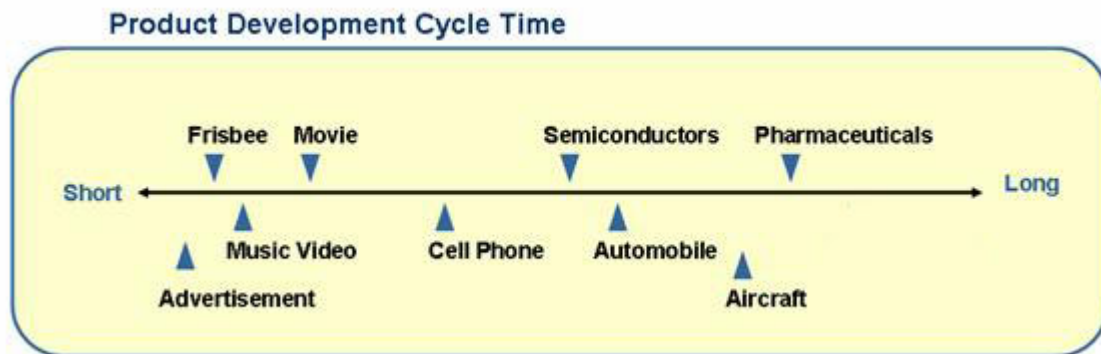 Product Development Cycle Time
Frisbee Movie Semiconductors Pharmaceuticals
Short Long
Music Video Cell Phone Automobile
Advertisement Aircraft